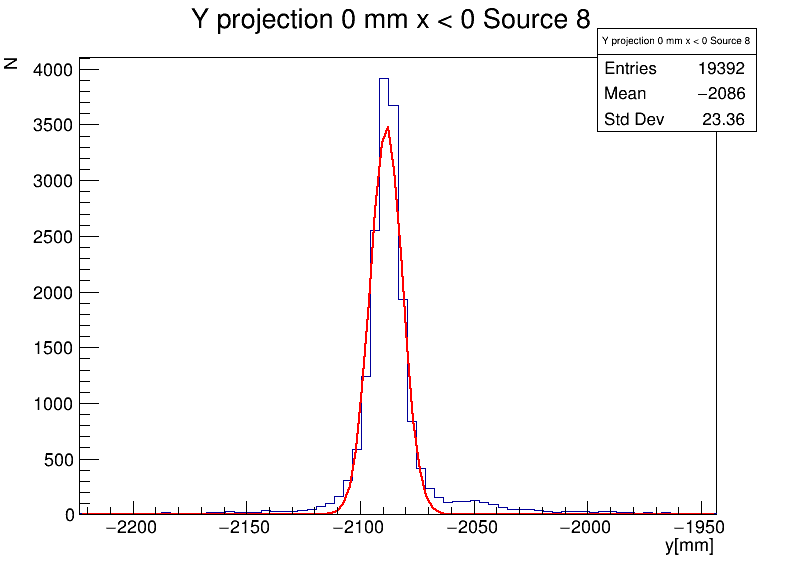 Y projection 0 mm x < 0 Source 8
Y projection 0 mm x < 0 Source 8
Entries 19392
Mean −2086
Std Dev 23.36
N
4000
3500
3000
2500
2000
1500
1000
500
0
−2200 −2150 −2100 −2050 −2000 −1950
y[mm]